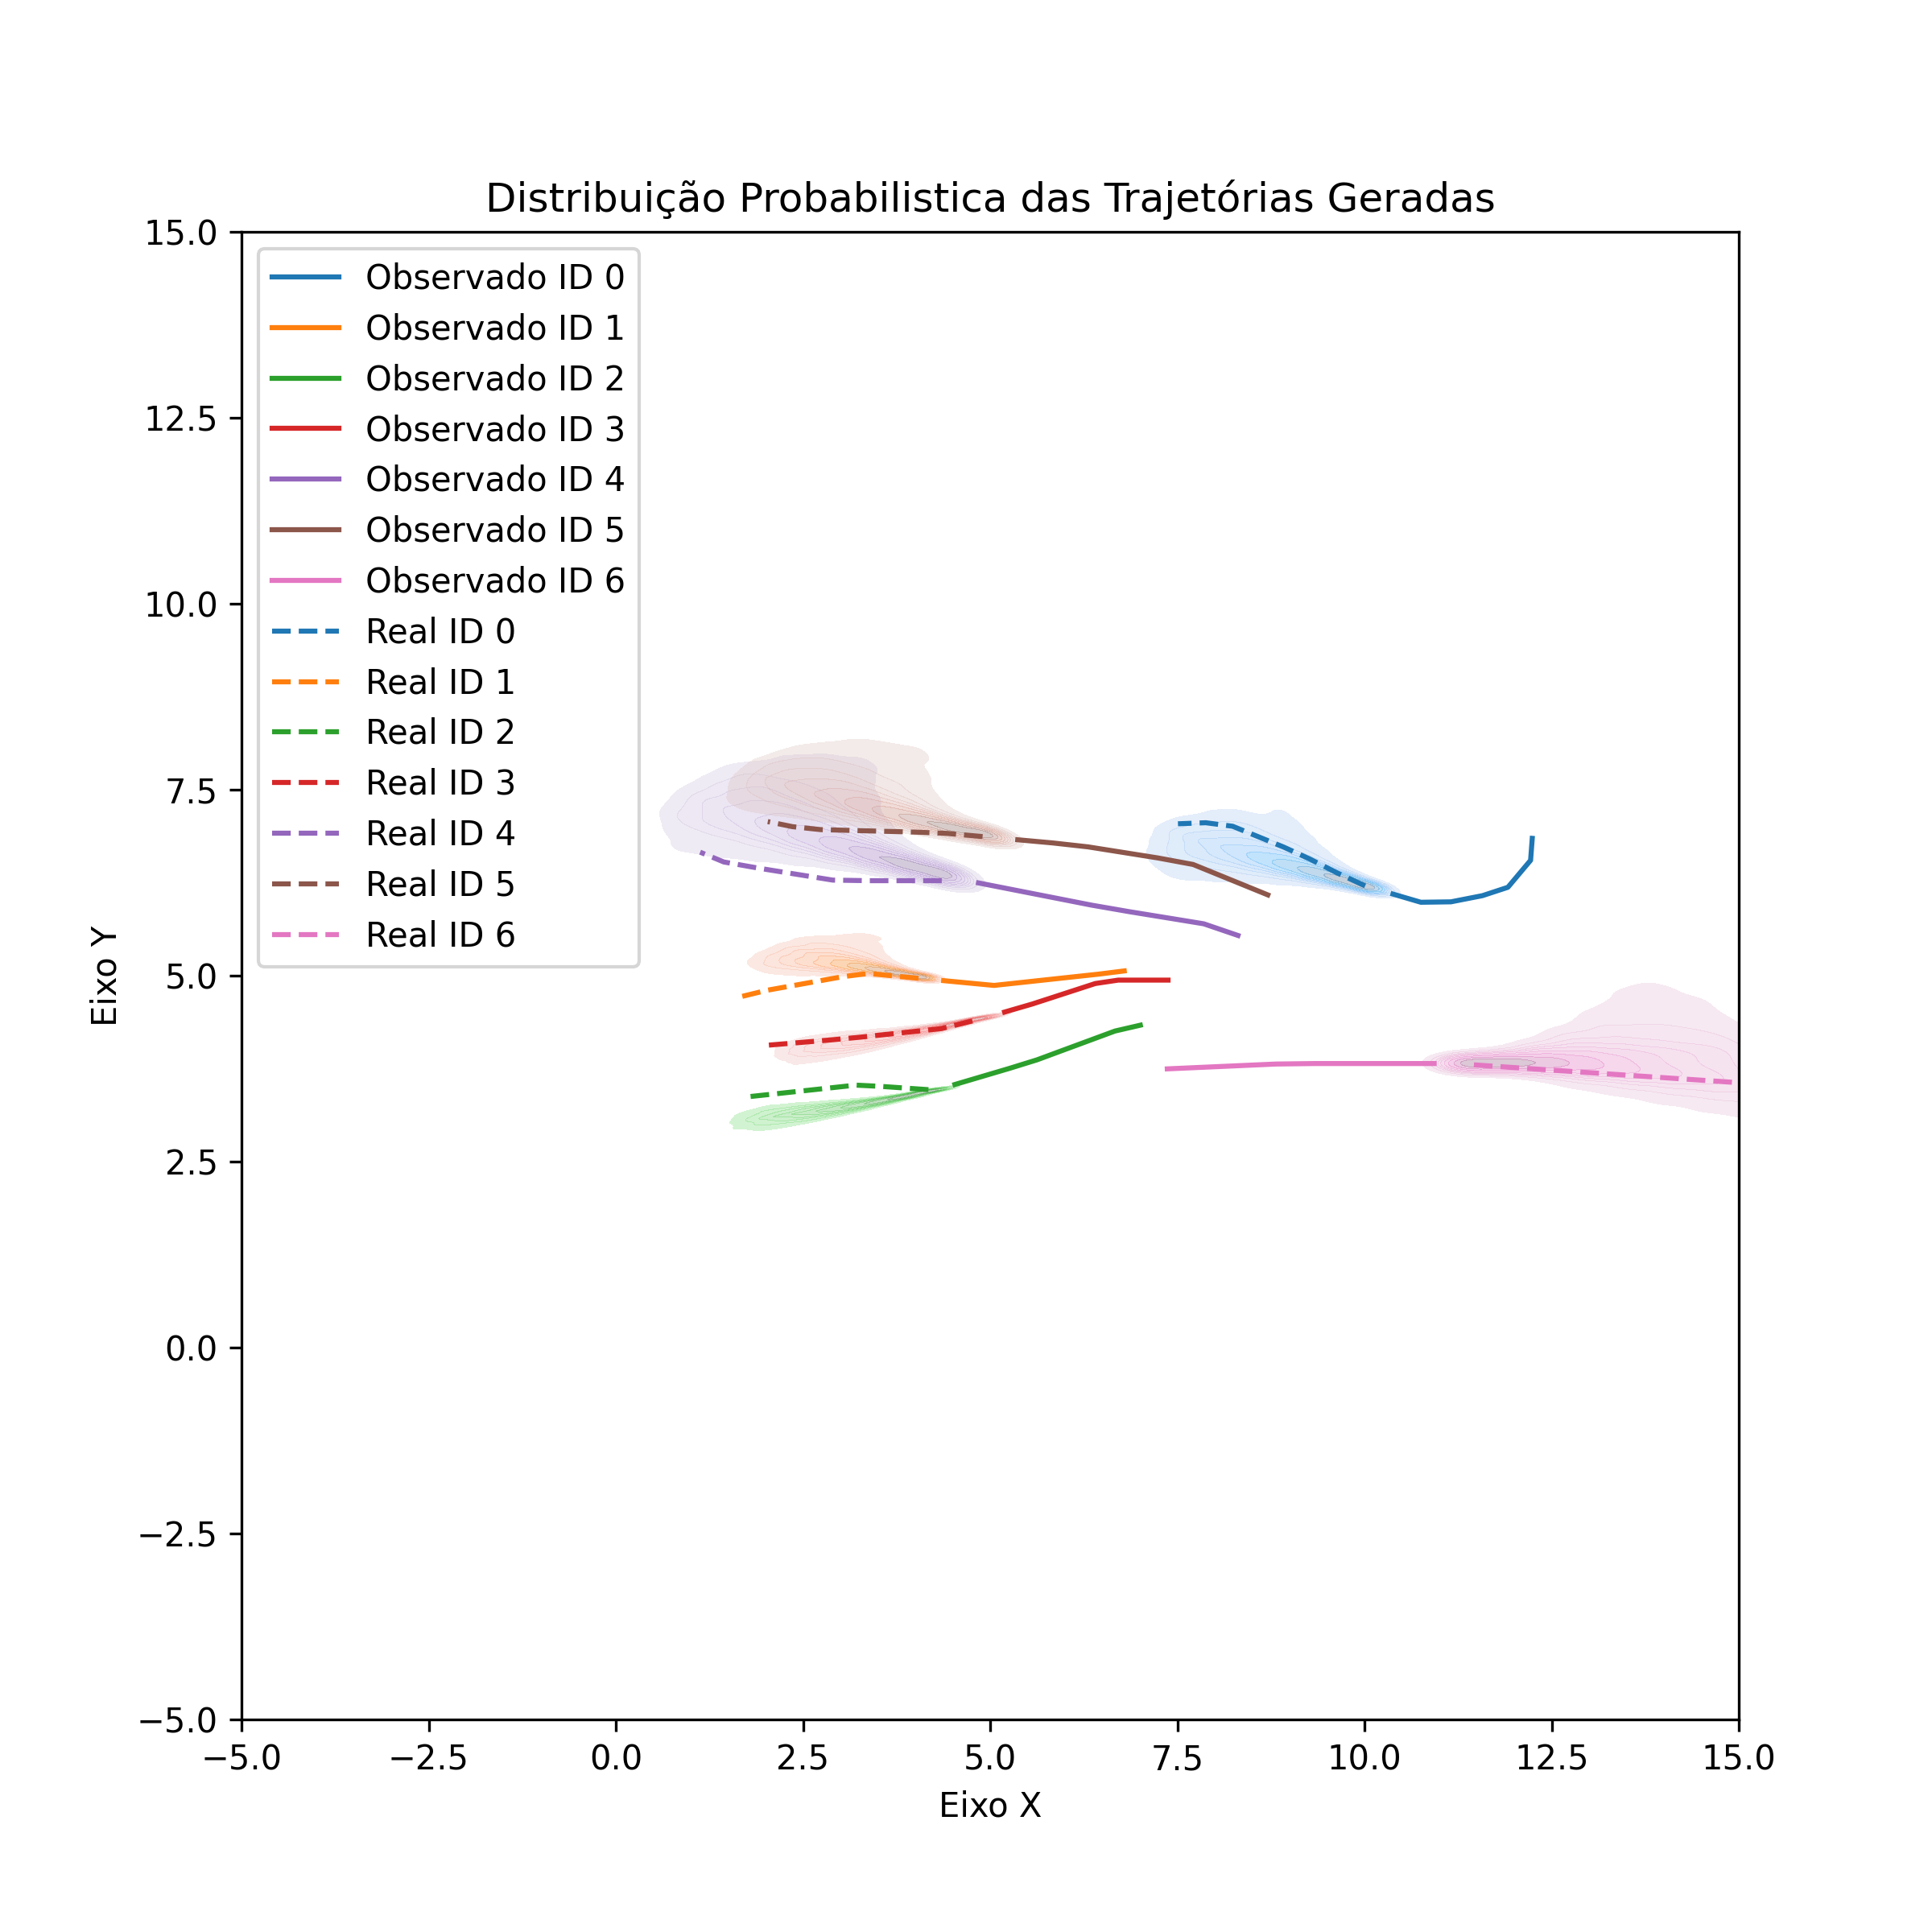 Distribuição Probabilistica das Trajetórias Geradas
15.0
12.5
10.0
7.5
5.0
2.5
0.0
−2.5
−5.0
Eixo Y
Observado ID 0
Observado ID 1
Observado ID 2
Observado ID 3
Observado ID 4
Observado ID 5
Observado ID 6
Real ID 0
Real ID 1
Real ID 2
Real ID 3
Real ID 4
Real ID 5
Real ID 6
−5.0 −2.5 0.0 2.5 5.0 7.5 10.0 12.5 15.0
Eixo X